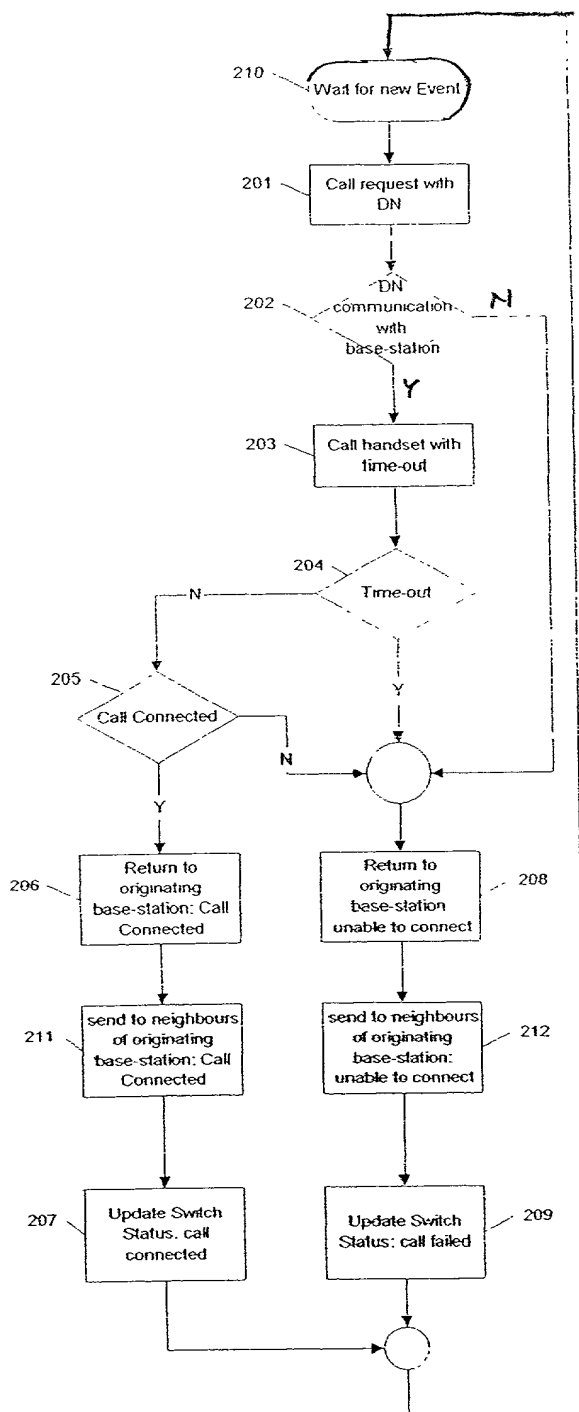 210
Wait for new Event
201
Call request with
DN
202
DN
communication
with
base-station
N
Y
203
Call handset with
time-out
204
Time-out
N
Y
205
Call Connected
N
Y
206
Return to
originating
base-station: Call
Connected
Return to
originating
base-station
unable to connect
208
211
send to neighbours
of originating
base-station: Call
Connected
send to neighbours
of originating
base-station:
unable to connect
212
207
Update Switch
Status. call
connected
Update Switch
Status: call failed
209